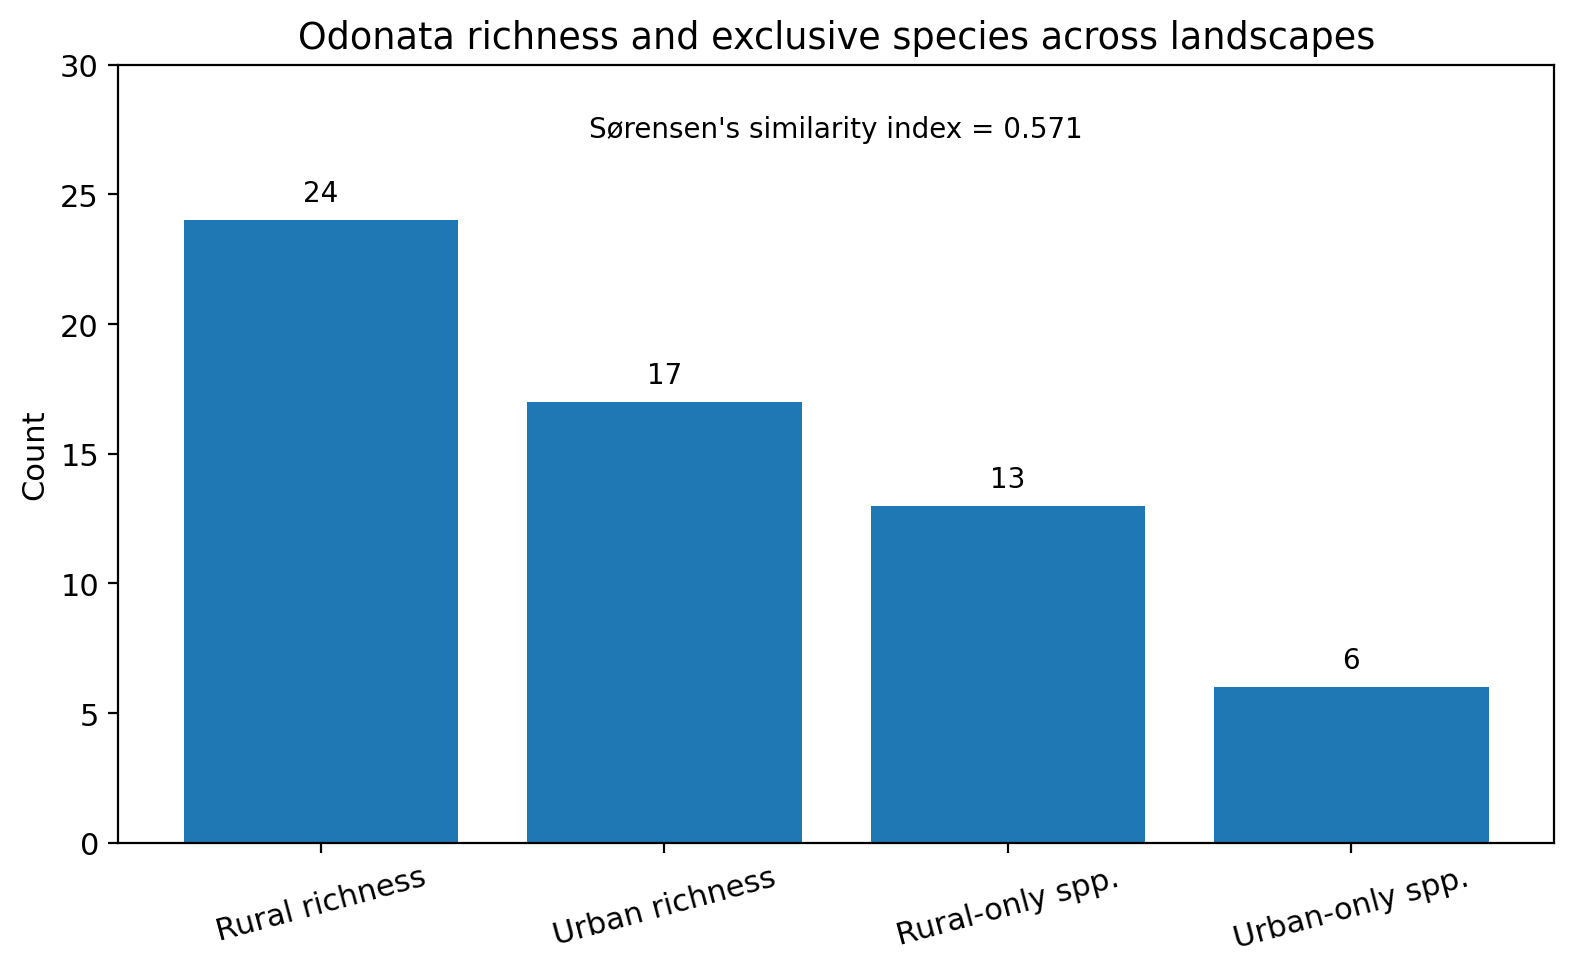 Odonata richness and exclusive species across landscapes
Sørensen's similarity index = 0.571
Count
30
25
20
15
10
5
0
24
17
13
6
Rural richness
Urban richness
Rural-only spp.
Urban-only spp.